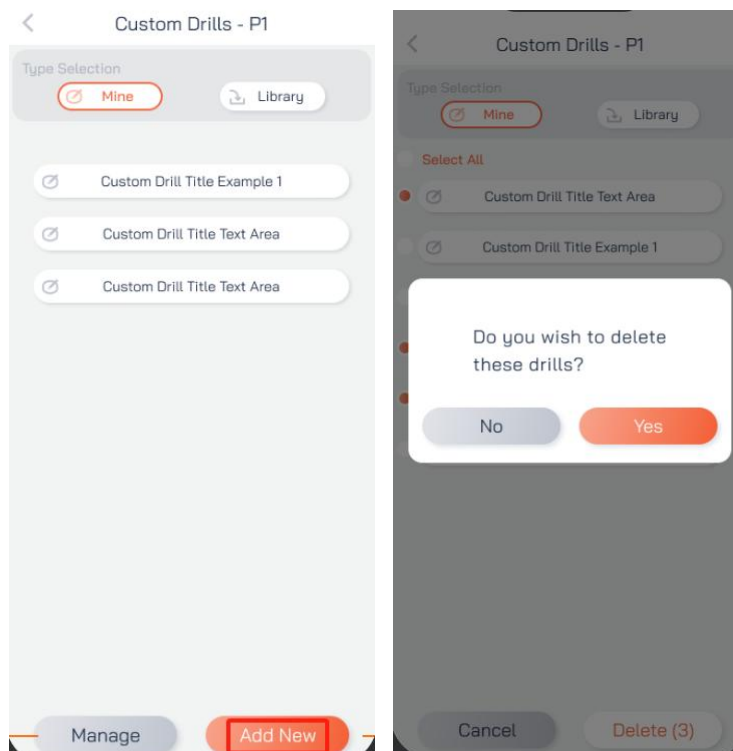 Custom Drills - P1
Type Selection
Mine
Library
Custom Drill Title Example 1
Custom Drill Title Text Area
Custom Drill Title Text Area
Manage
Add New
Custom Drills - P1
Type Selection
Mine
Library
Select All
Custom Drill Title Text Area
Custom Drill Title Example 1
Do you wish to delete
these drills?
No
Yes
Cancel
Delete (3)